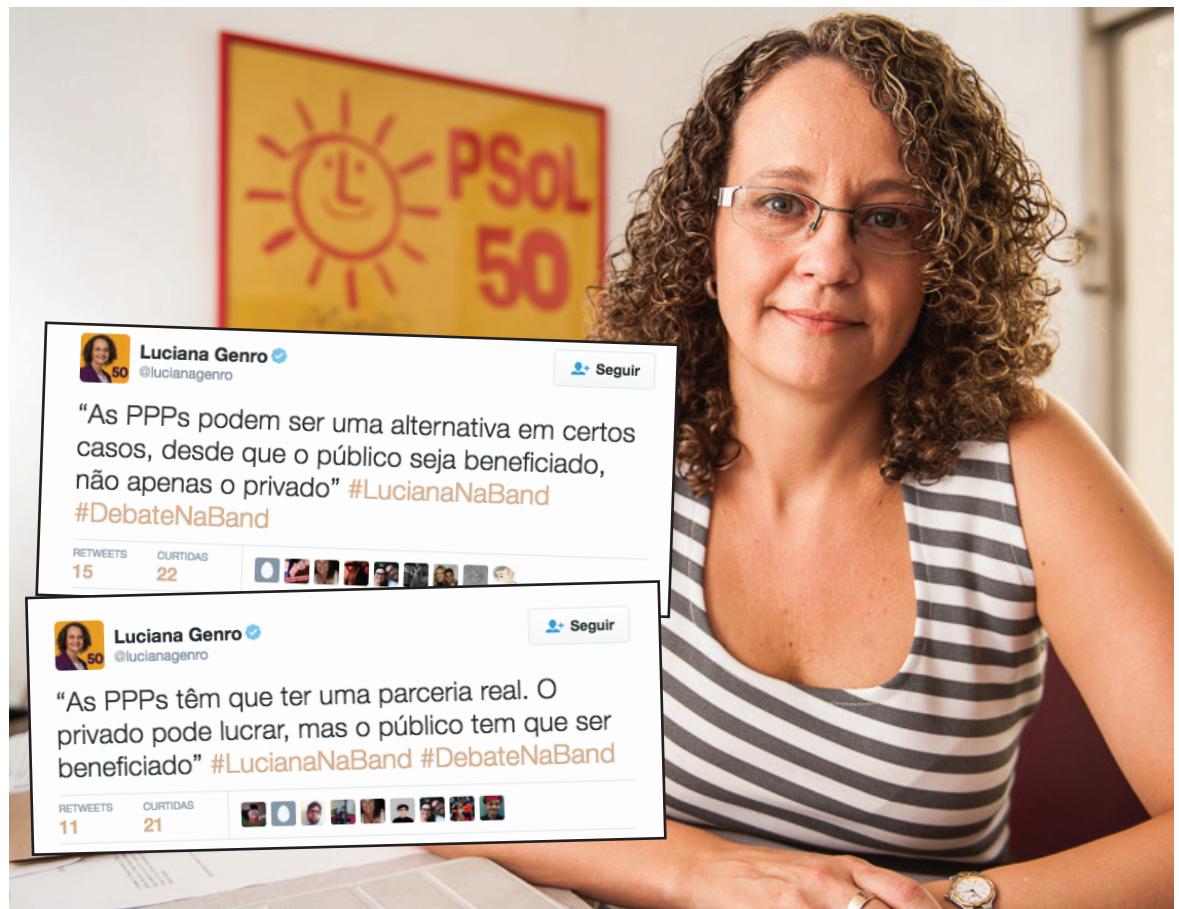 PSOL
50
Luciana Genro
@lucianagenro
50
Seguir
“As PPPs podem ser uma alternativa em certos
casos, desde que o público seja beneficiado,
não apenas o privado” #LucianaNaBand
#DebateNaBand
RETWEETS
15
CURTIDAS
22
Luciana Genro
@lucianagenro
50
Seguir
“As PPPs têm que ter uma parceria real. O
privado pode lucrar, mas o público tem que ser
beneficiado” #LucianaNaBand #DebateNaBand
RETWEETS
11
CURTIDAS
21